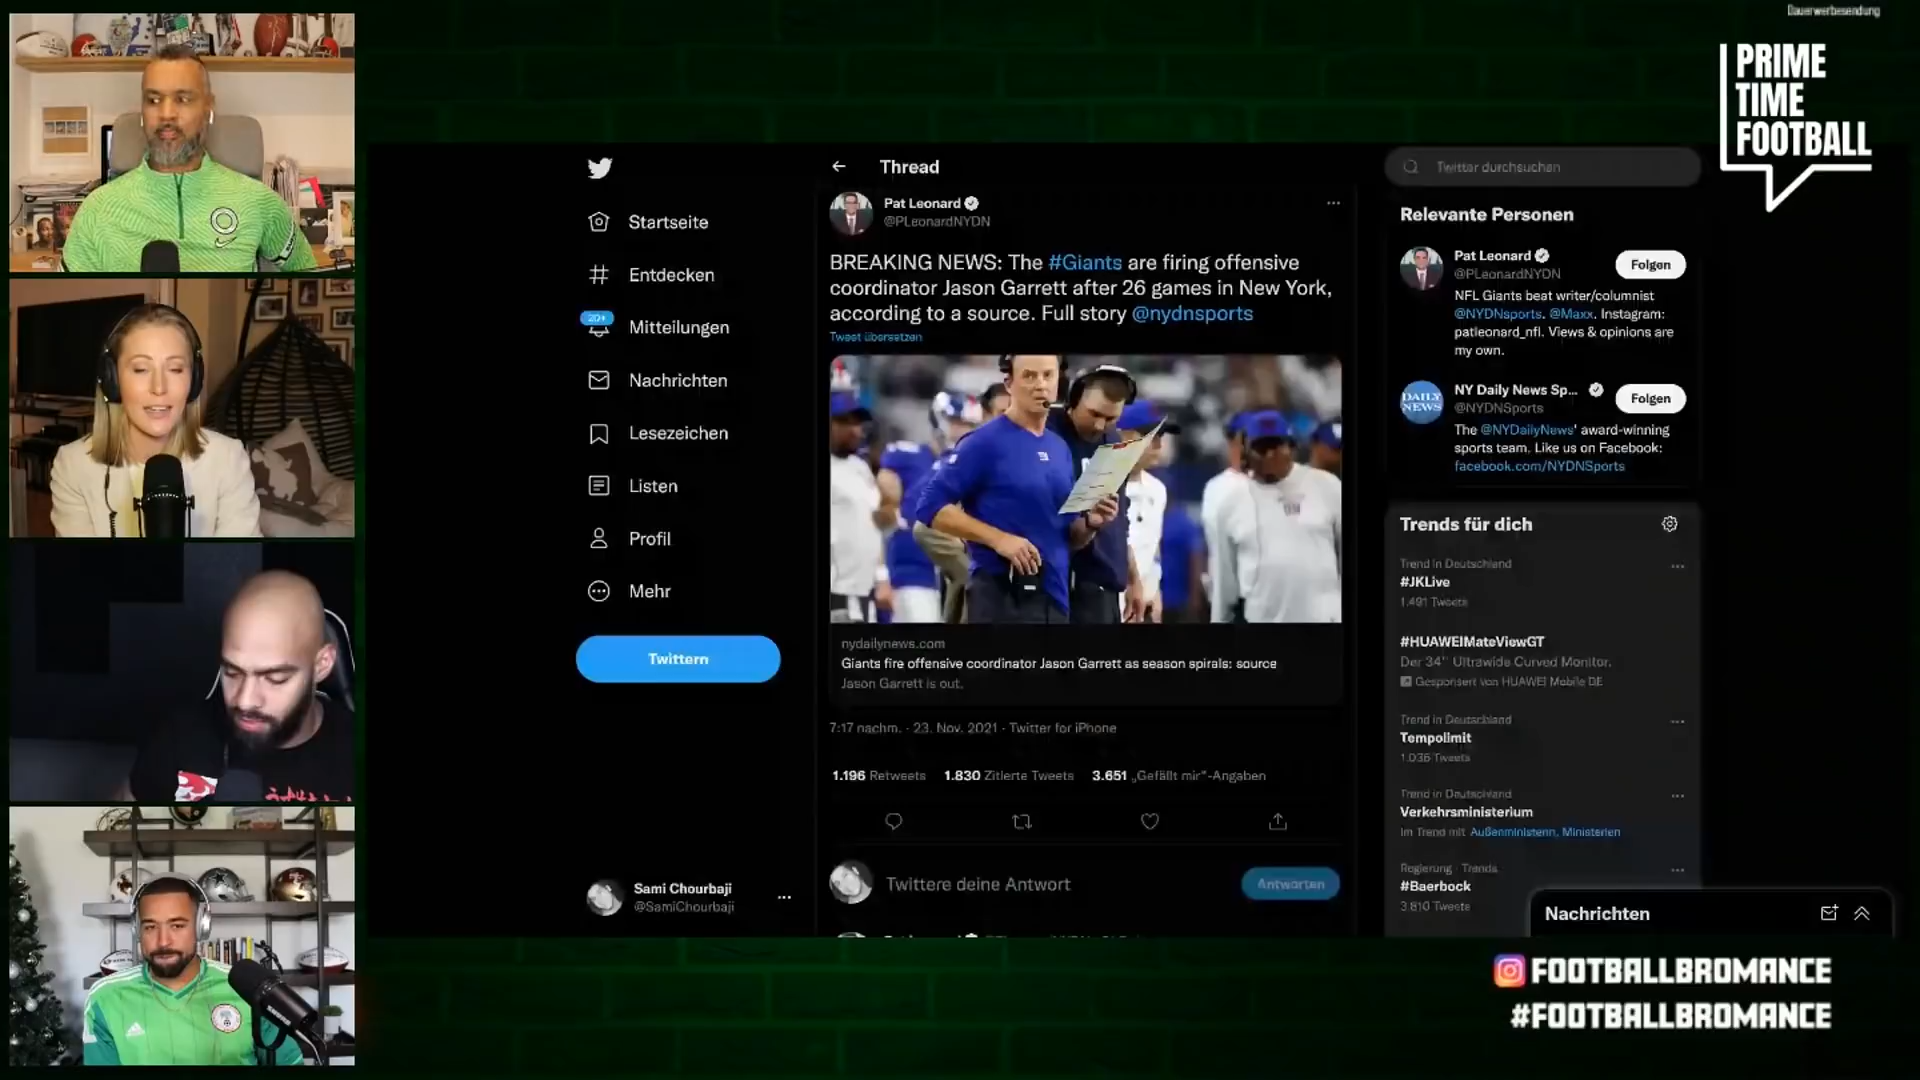 Dauerwerbesendung
PRIME
TIME
FOOTBALL
Startseite
Entdecken
20+
Mitteilungen
Nachrichten
Lesezeichen
Listen
Profil
Mehr
Twittern
Sami Chourbaji
@SamiChourbaji
Thread
Pat Leonard
@PLeonardNYDN
BREAKING NEWS: The #Giants are firing offensive
coordinator Jason Garrett after 26 games in New York,
according to a source. Full story @nydnsports
Tweet übersetzen
nydailynews.com
Giants fire offensive coordinator Jason Garrett as season spirals: source
Jason Garrett is out.
7:17 nachm. · 23. Nov. 2021 · Twitter for iPhone
1.196 Retweets 1.830 Zitierte Tweets 3.651 „Gefällt mir"-Angaben
Twittere deine Antwort
Antworten
Twitter durchsuchen
Relevante Personen
Pat Leonard
@PLeonardNYDN
Folgen
NFL Giants beat writer/columnist
@NYDNsports. @Maxx. Instagram:
patleonard_nfl. Views & opinions are
my own.
DAILY
NEWS
NY Daily News Sp...
@NYDNSports
Folgen
The @NYDailyNews' award-winning
sports team. Like us on Facebook:
facebook.com/NYDNSports
Trends für dich
Trend in Deutschland
#JKLive
1.491 Tweets
#HUAWEIMateViewGT
Der 34'' Ultrawide Curved Monitor.
Gesponsert von HUAWEI Mobile DE
Trend in Deutschland
Tempolimit
1.036 Tweets
Trend in Deutschland
Verkehrsministerium
Im Trend mit Außenministerin, Ministerien
Regierung · Trends
#Baerbock
3.810 Tweets
Nachrichten
FOOTBALLBROMANCE
#FOOTBALLBROMANCE